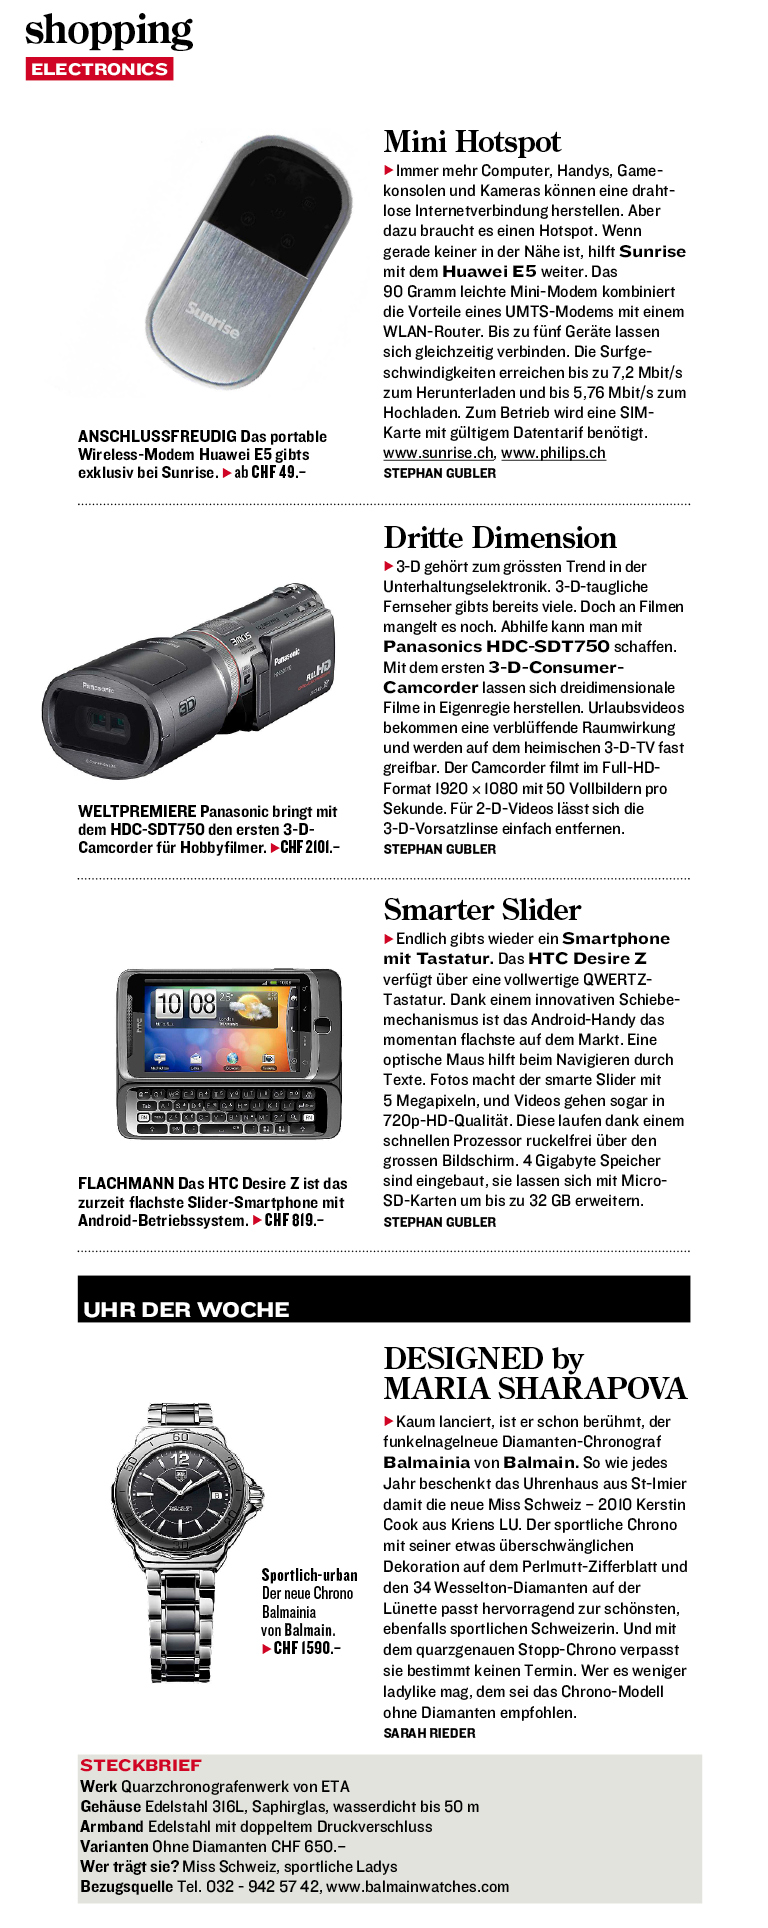 shopping
ELECTRONICS
Mini Hotspot
Immer mehr Computer, Handys, Game-
konsolen und Kameras können eine draht-
lose Internetverbindung herstellen. Aber
dazu braucht es einen Hotspot. Wenn
gerade keiner in der Nähe ist, hilft Sunrise
mit dem Huawei E5 weiter. Das
90 Gramm leichte Mini-Modem kombiniert
die Vorteile eines UMTS-Modems mit einem
WLAN-Router. Bis zu fünf Geräte lassen
sich gleichzeitig verbinden. Die Surfge-
schwindigkeiten erreichen bis zu 7,2 Mbit/s
zum Herunterladen und bis 5,76 Mbit/s zum
Hochladen. Zum Betrieb wird eine SIM-
Karte mit gültigem Datentarif benötigt.
www.sunrise.ch, www.philips.ch
STEPHAN GUBLER
Sunrise
ANSCHLUSSFREUDIG Das portable
Wireless-Modem Huawei E5 gibts
exklusiv bei Sunrise. ▶ ab CHF 49.–
Dritte Dimension
3-D gehört zum grössten Trend in der
Unterhaltungselektronik. 3-D-taugliche
Fernseher gibts bereits viele. Doch an Filmen
mangelt es noch. Abhilfe kann man mit
Panasonics HDC-SDT750 schaffen.
Mit dem ersten 3-D-Consumer-
Camcorder lassen sich dreidimensionale
Filme in Eigenregie herstellen. Urlaubsvideos
bekommen eine verblüffende Raumwirkung
und werden auf dem heimischen 3-D-TV fast
greifbar. Der Camcorder filmt im Full-HD-
Format 1920 × 1080 mit 50 Vollbildern pro
Sekunde. Für 2-D-Videos lässt sich die
3-D-Vorsatzlinse einfach entfernen.
STEPHAN GUBLER
Panasonic
3D
3MOS
Panasonic
FULL HD
WELTPREMIERE Panasonic bringt mit
dem HDC-SDT750 den ersten 3-D-
Camcorder für Hobbyfilmer. ▶ CHF 2101.–
Smarter Slider
Endlich gibts wieder ein Smartphone
mit Tastatur. Das HTC Desire Z
verfügt über eine vollwertige QWERTZ-
Tastatur. Dank einem innovativen Schiebe-
mechanismus ist das Android-Handy das
momentan flachste auf dem Markt. Eine
optische Maus hilft beim Navigieren durch
Texte. Fotos macht der smarte Slider mit
5 Megapixeln, und Videos gehen sogar in
720p-HD-Qualität. Diese laufen dank einem
schnellen Prozessor ruckelfrei über den
grossen Bildschirm. 4 Gigabyte Speicher
sind eingebaut, sie lassen sich mit Micro-
SD-Karten um bis zu 32 GB erweitern.
STEPHAN GUBLER
hTC
10 08
FLACHMANN Das HTC Desire Z ist das
zurzeit flachste Slider-Smartphone mit
Android-Betriebssystem. ▶ CHF 819.–
UHR DER WOCHE
DESIGNED by
MARIA SHARAPOVA
Kaum lanciert, ist er schon berühmt, der
funkelnagelneue Diamanten-Chronograf
Balmainia von Balmain. So wie jedes
Jahr beschenkt das Uhrenhaus aus St-Imier
damit die neue Miss Schweiz – 2010 Kerstin
Cook aus Kriens LU. Der sportliche Chrono
mit seiner etwas überschwänglichen
Dekoration auf dem Perlmutt-Zifferblatt und
den 34 Wesselton-Diamanten auf der
Lünette passt hervorragend zur schönsten,
ebenfalls sportlichen Schweizerin. Und mit
dem quarzgenauen Stopp-Chrono verpasst
sie bestimmt keinen Termin. Wer es weniger
ladylike mag, dem sei das Chrono-Modell
ohne Diamanten empfohlen.
SARAH RIEDER
60
12
Sportlich-urban
Der neue Chrono
Balmainia
von Balmain.
▶ CHF 1590.–
STECKBRIEF
Werk Quarzchronografenwerk von ETA
Gehäuse Edelstahl 316L, Saphirglas, wasserdicht bis 50 m
Armband Edelstahl mit doppeltem Druckverschluss
Varianten Ohne Diamanten CHF 650.–
Wer trägt sie? Miss Schweiz, sportliche Ladys
Bezugsquelle Tel. 032 - 942 57 42, www.balmainwatches.com